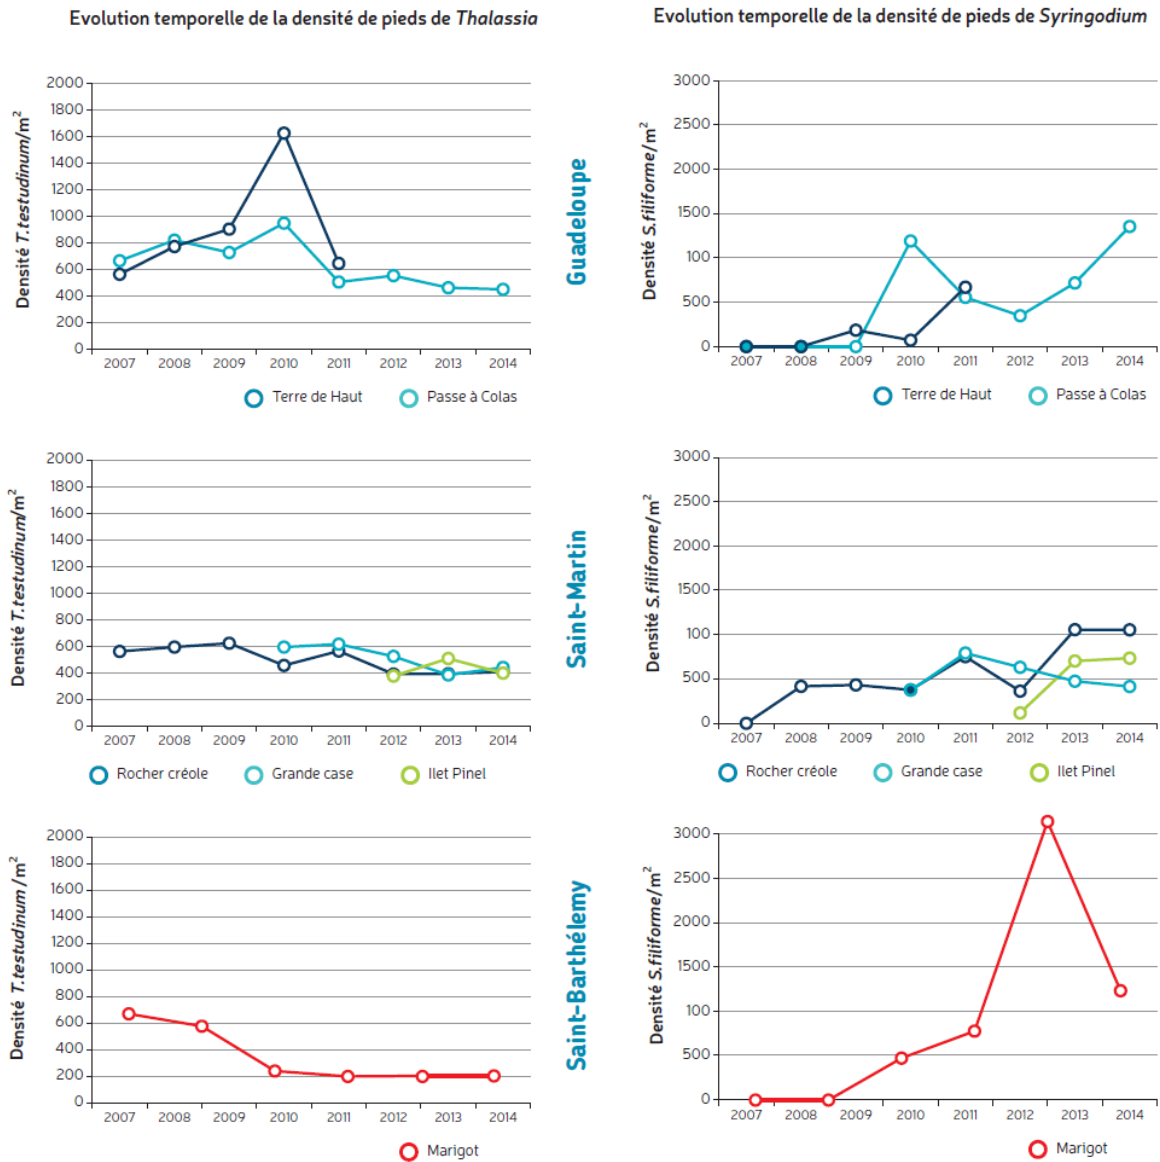 Evolution temporelle de la densité de pieds de Thalassia
Evolution temporelle de la densité de pieds de Syringodium
Densité T.testudinum/m²
2000
1800
1600
1400
1200
1000
800
600
400
200
0
2007 2008 2009 2010 2011 2012 2013 2014
Terre de Haut Passe à Colas
Guadeloupe
Densité S.filiforme/m²
3000
2500
2000
1500
100
500
0
2007 2008 2009 2010 2011 2012 2013 2014
Terre de Haut Passe à Colas
Densité T.testudinum/m²
2000
1800
1600
1400
1200
1000
800
600
400
200
0
2007 2008 2009 2010 2011 2012 2013 2014
Rocher créole Grande case Ilet Pinel
Saint-Martin
Densité S.filiforme/m²
3000
2500
2000
1500
100
500
0
2007 2008 2009 2010 2011 2012 2013 2014
Rocher créole Grande case Ilet Pinel
Densité T.testudinum/m²
2000
1800
1600
1400
1200
1000
800
600
400
200
0
2007 2008 2009 2010 2011 2012 2013 2014
Marigot
Saint-Barthélemy
Densité S.filiforme/m²
3000
2500
2000
1500
100
500
0
2007 2008 2009 2010 2011 2012 2013 2014
Marigot